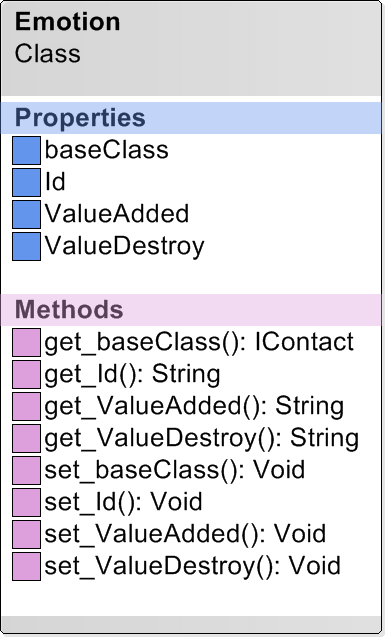 Emotion
Class
Properties
baseClass
Id
ValueAdded
ValueDestroy
Methods
get_baseClass(): IContact
get_Id(): String
get_ValueAdded(): String
get_ValueDestroy(): String
set_baseClass(): Void
set_Id(): Void
set_ValueAdded(): Void
set_ValueDestroy(): Void